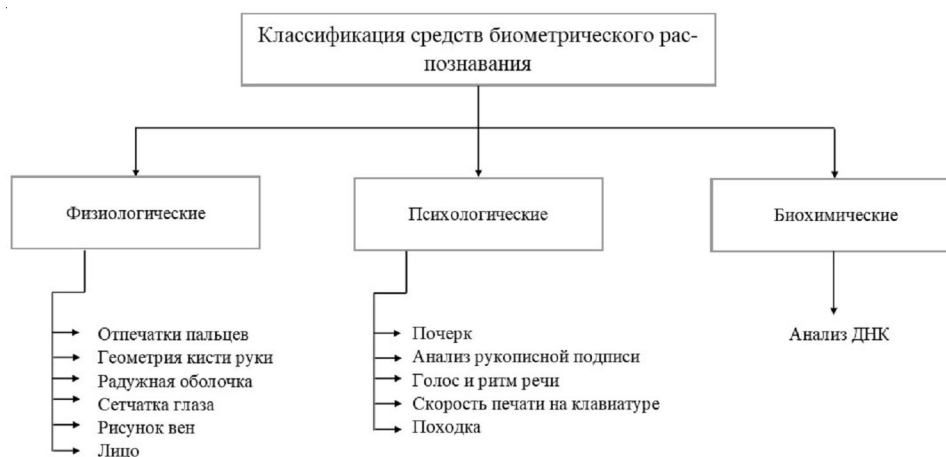 Классификация средств биометрического рас-
познавания
Физиологические
Психологические
Биохимические
Отпечатки пальцев
Геометрия кисти руки
Радужная оболочка
Сетчатка глаза
Рисунок вен
Лицо
Почерк
Анализ рукописной подписи
Голос и ритм речи
Скорость печати на клавиатуре
Походка
Анализ ДНК